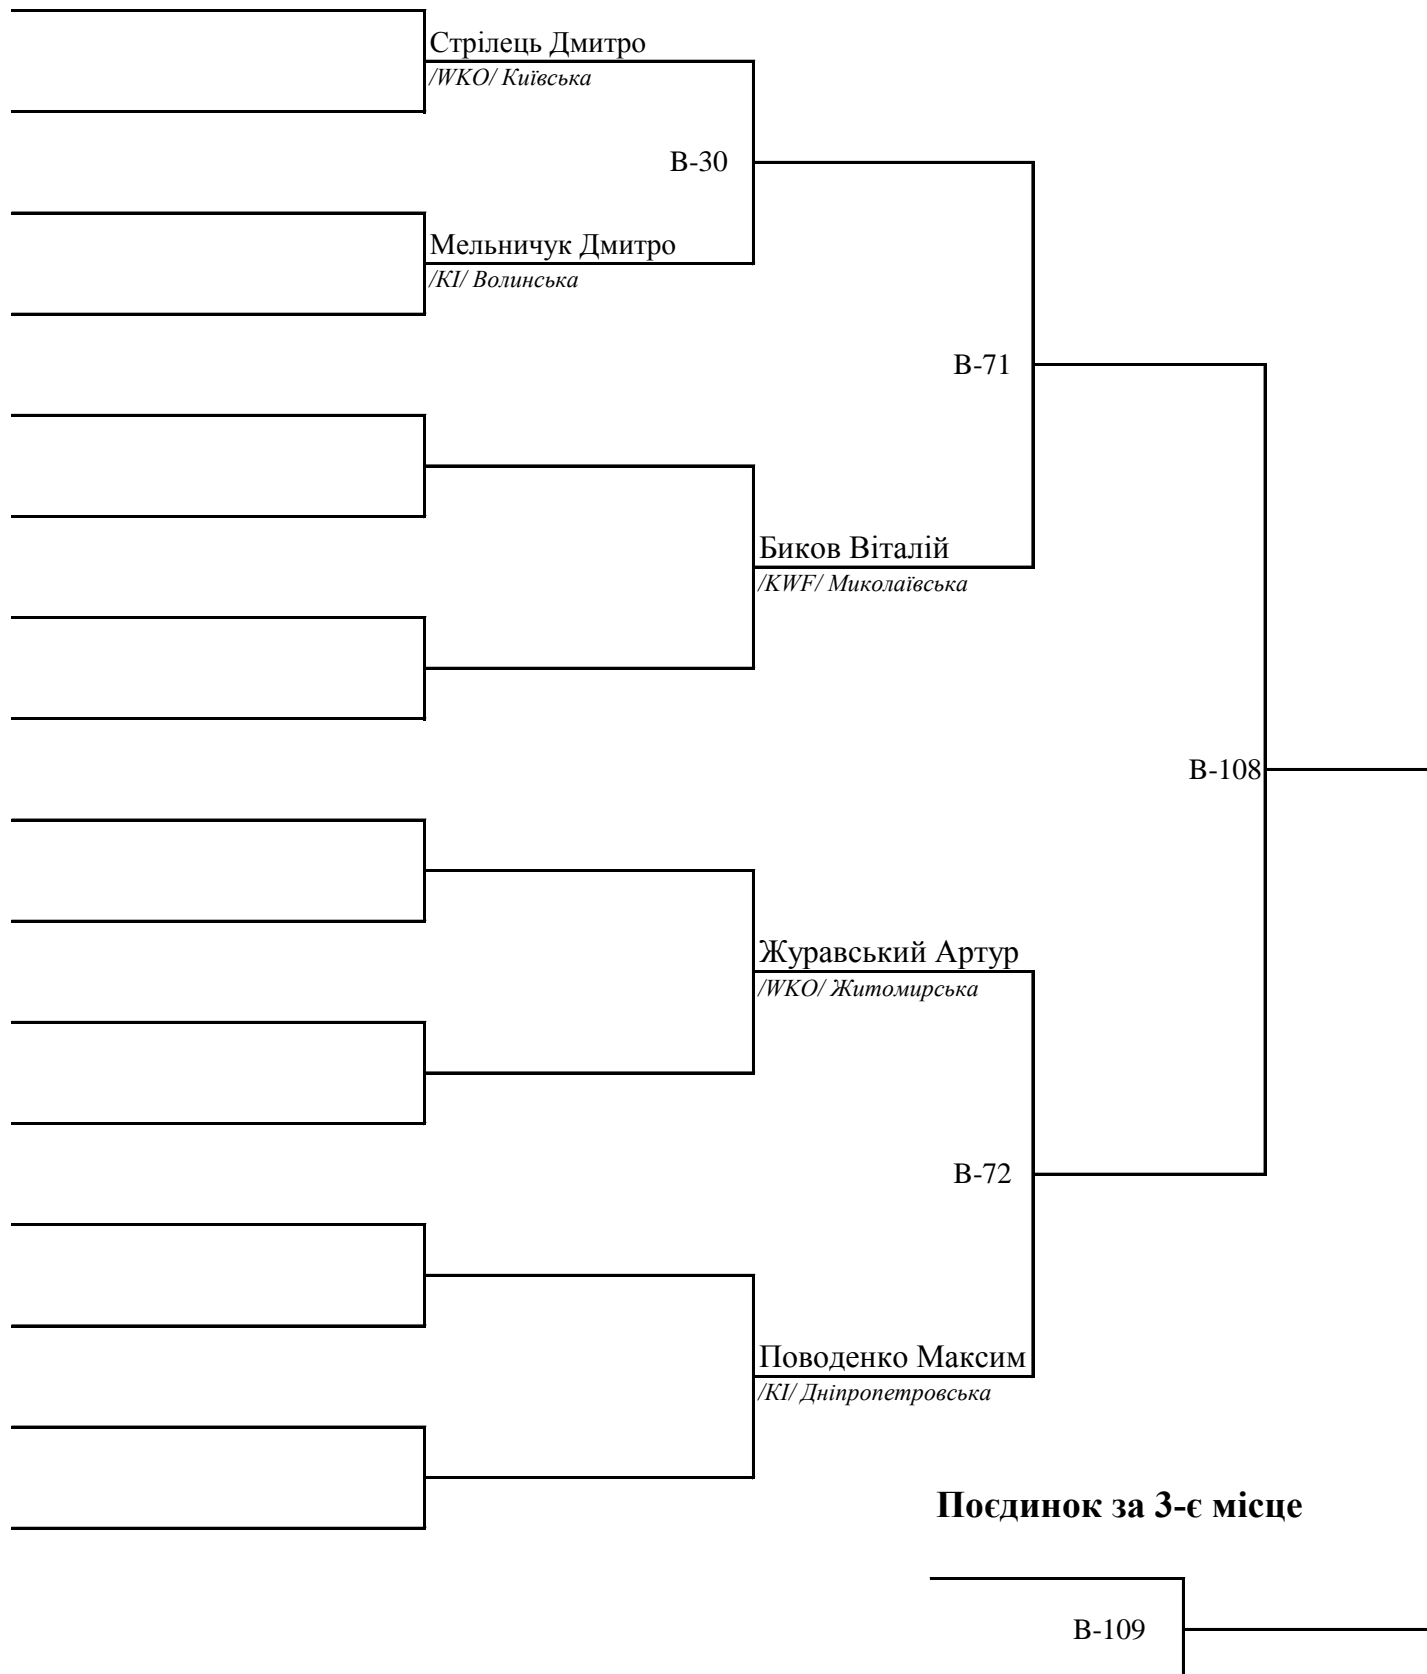 Стрілець Дмитро
/WKO/ Київська
В-30
Мельничук Дмитро
/KI/ Волинська
В-71
Биков Віталій
/KWF/ Миколаївська
В-108
Журавський Артур
/WKO/ Житомирська
В-72
Поводенко Максим
/KI/ Дніпропетровська
Поєдинок за 3-є місце
В-109